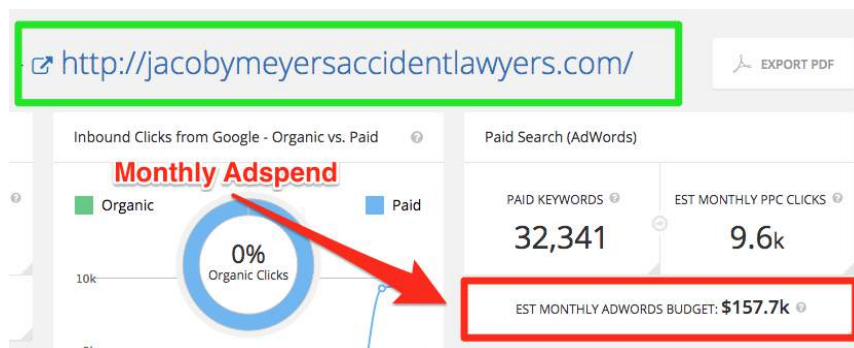 http://jacobymeyersaccidentlawyers.com/
EXPORT PDF
Inbound Clicks from Google - Organic vs. Paid
Paid Search (AdWords)
Monthly Adspend
Organic
Paid
0%
Organic Clicks
10k
PAID KEYWORDS
32,341
EST MONTHLY PPC CLICKS
9.6k
EST MONTHLY ADWORDS BUDGET: $157.7k